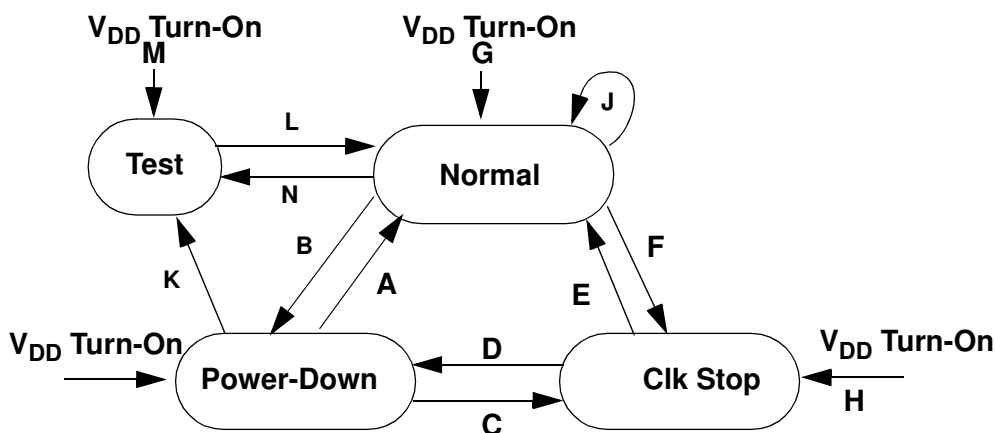 VDD Turn-On
M
VDD Turn-On
G
J
L
Test
Normal
N
B
A
K
F
E
VDD Turn-On
D
VDD Turn-On
Power-Down
Clk Stop
H
C